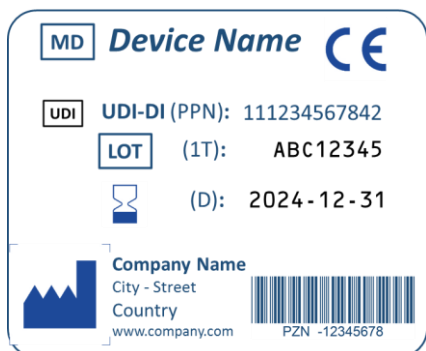 MD Device Name CE
UDI UDI-DI (PPN): 111234567842
LOT (1T): ABC12345
(D): 2024-12-31
Company Name
City - Street
Country
www.company.com
PZN -12345678